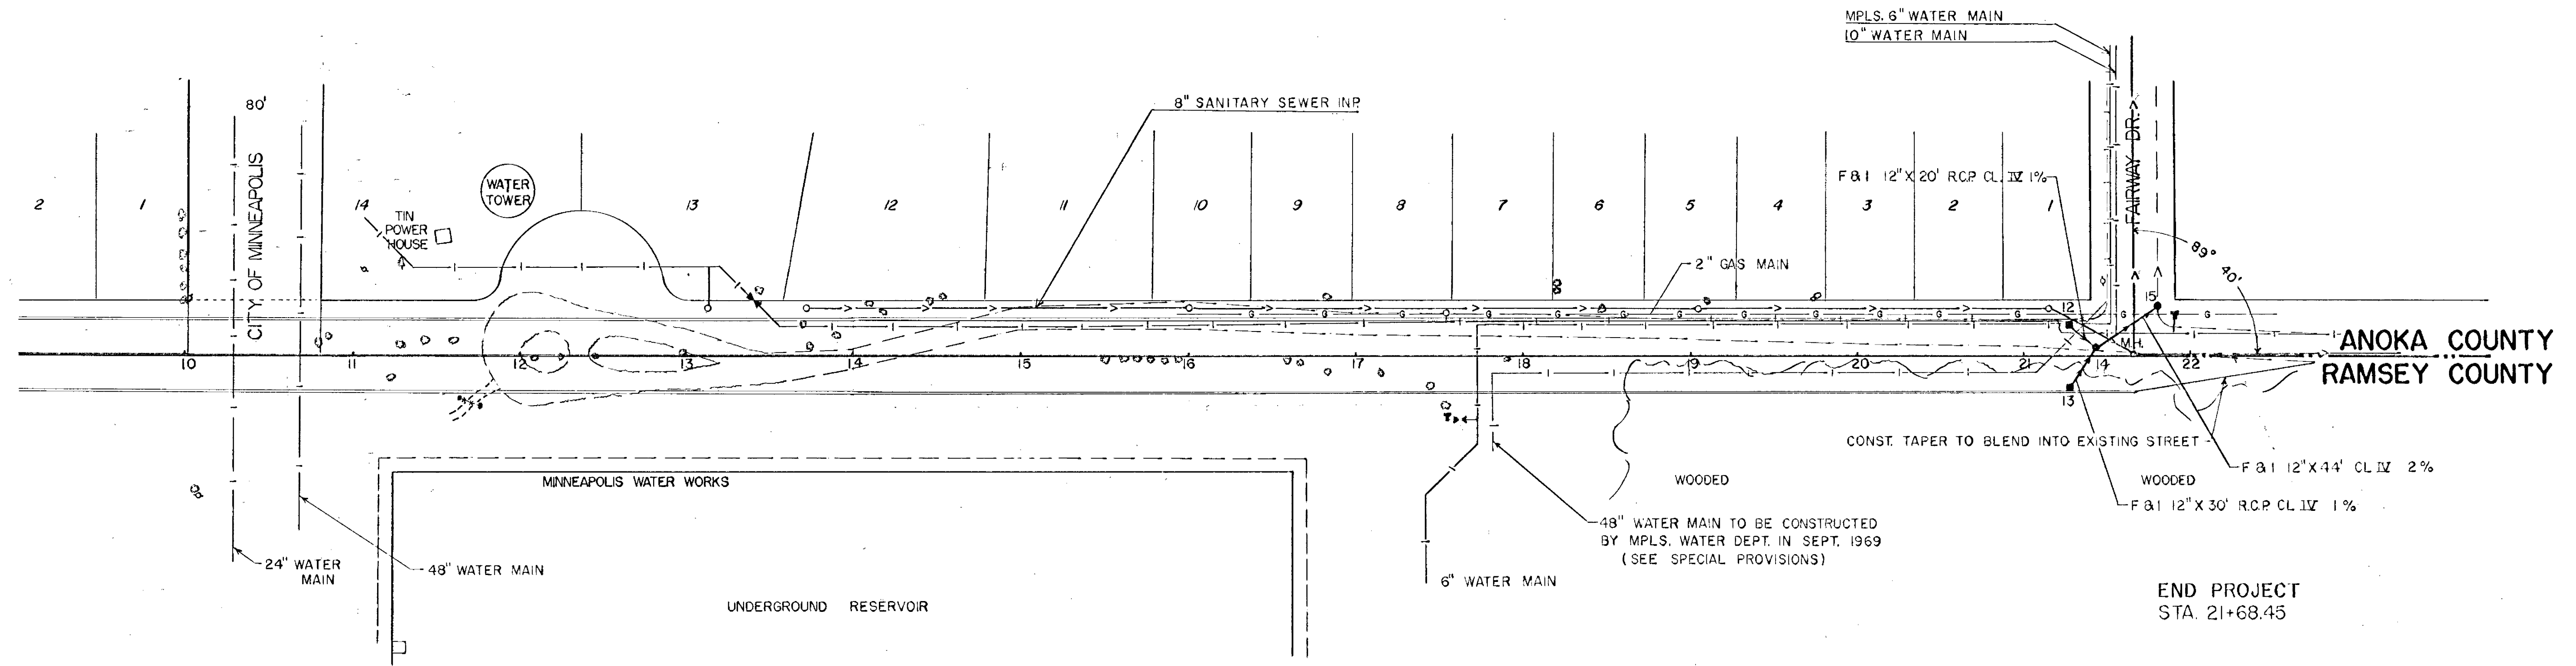 MPLS. 6" WATER MAIN
10" WATER MAIN
80'
8" SANITARY SEWER INP.
CITY OF MINNEAPOLIS
FAIRWAY DR.
WATER
TOWER
F & I 12" X 20' R.C.P. CL. IV 1%
2 1 14 13 12 11 10 9 8 7 6 5 4 3 2 1
TIN
POWER
HOUSE
89° 40'
2" GAS MAIN
12 15
G G G G G G G G G G G G
M.H.
ANOKA COUNTY
10 12 13 14 15 16 17 18 19 20 21 14 22
RAMSEY COUNTY
13
CONST. TAPER TO BLEND INTO EXISTING STREET
F & I 12" X 44' CL IV 2%
MINNEAPOLIS WATER WORKS
WOODED
WOODED
F & I 12" X 30' R.C.P. CL. IV 1%
48" WATER MAIN TO BE CONSTRUCTED
BY MPLS. WATER DEPT. IN SEPT. 1969
(SEE SPECIAL PROVISIONS)
24" WATER
MAIN
48" WATER MAIN
6" WATER MAIN
UNDERGROUND RESERVOIR
END PROJECT
STA. 21+68.45